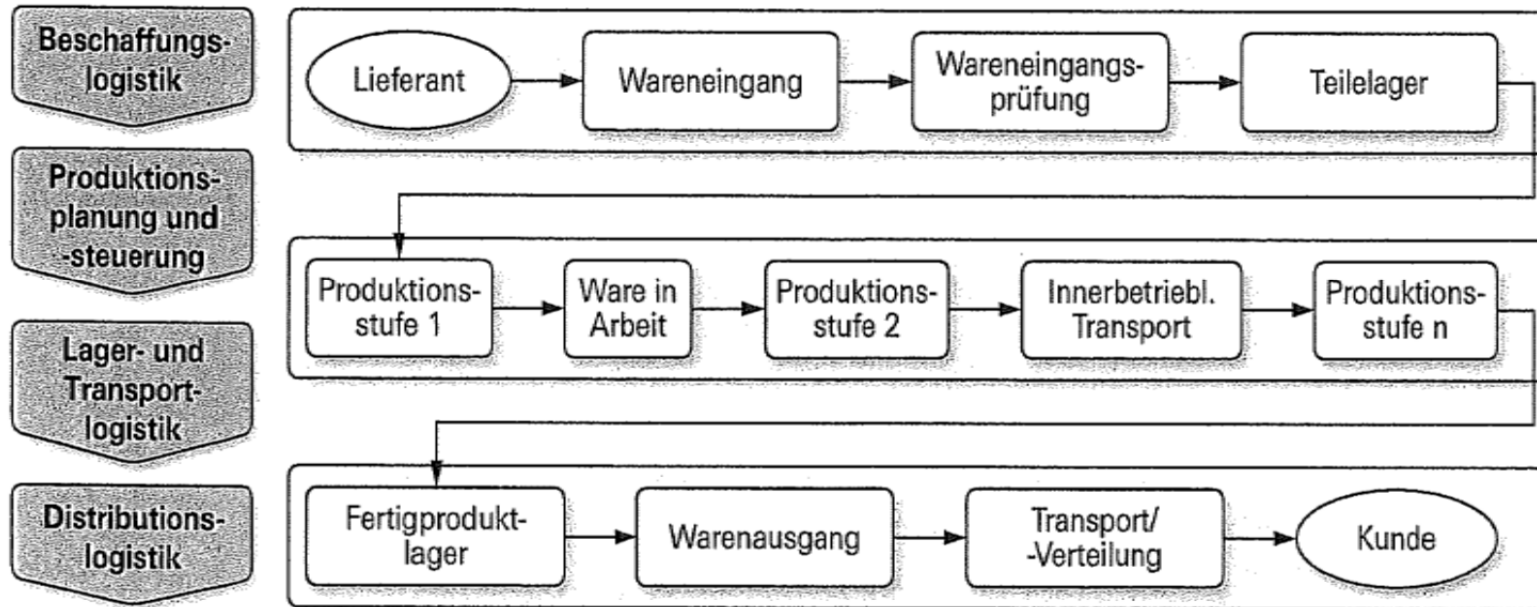 Beschaffungs-
logistik
Lieferant
Wareneingang
Wareneingangs-
prüfung
Teilelager
Produktions-
planung und
-steuerung
Produktions-
stufe 1
Ware in
Arbeit
Produktions-
stufe 2
Innerbetriebl.
Transport
Produktions-
stufe n
Lager- und
Transport-
logistik
Distributions-
logistik
Fertigprodukt-
lager
Warenausgang
Transport/
-Verteilung
Kunde